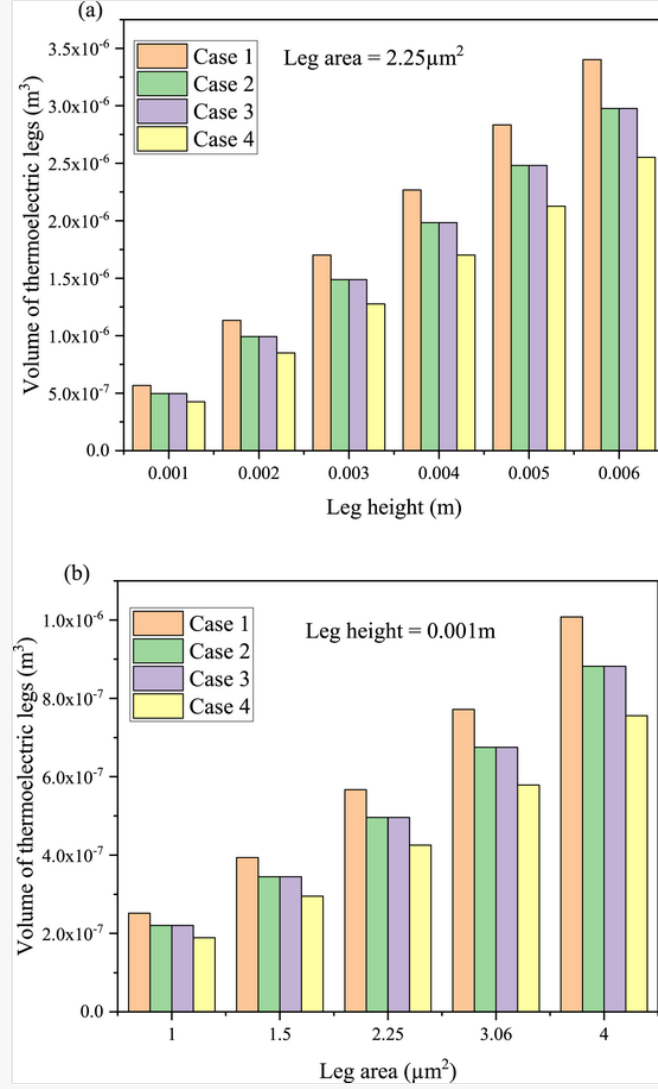 (a)
Volume of thermoelectric legs (m³)
3.5x10⁻⁶
3.0x10⁻⁶
2.5x10⁻⁶
2.0x10⁻⁶
1.5x10⁻⁶
1.0x10⁻⁶
5.0x10⁻⁷
0.0
Case 1
Case 2
Case 3
Case 4
Leg area = 2.25µm²
0.001 0.002 0.003 0.004 0.005 0.006
Leg height (m)
(b)
Volume of thermoelectric legs (m³)
1.0x10⁻⁶
8.0x10⁻⁷
6.0x10⁻⁷
4.0x10⁻⁷
2.0x10⁻⁷
0.0
Case 1
Case 2
Case 3
Case 4
Leg height = 0.001m
1 1.5 2.25 3.06 4
Leg area (µm²)